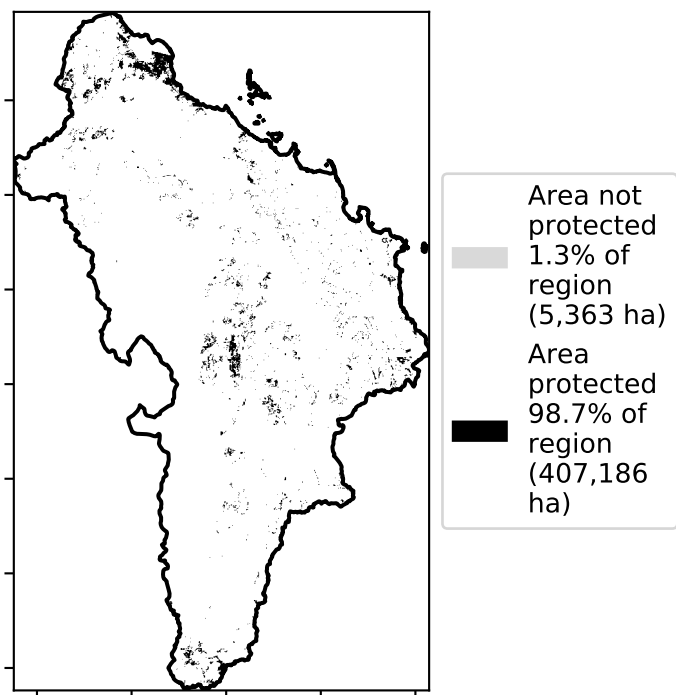 Area not
protected
1.3% of
region
(5,363 ha)
Area
protected
98.7% of
region
(407,186
ha)